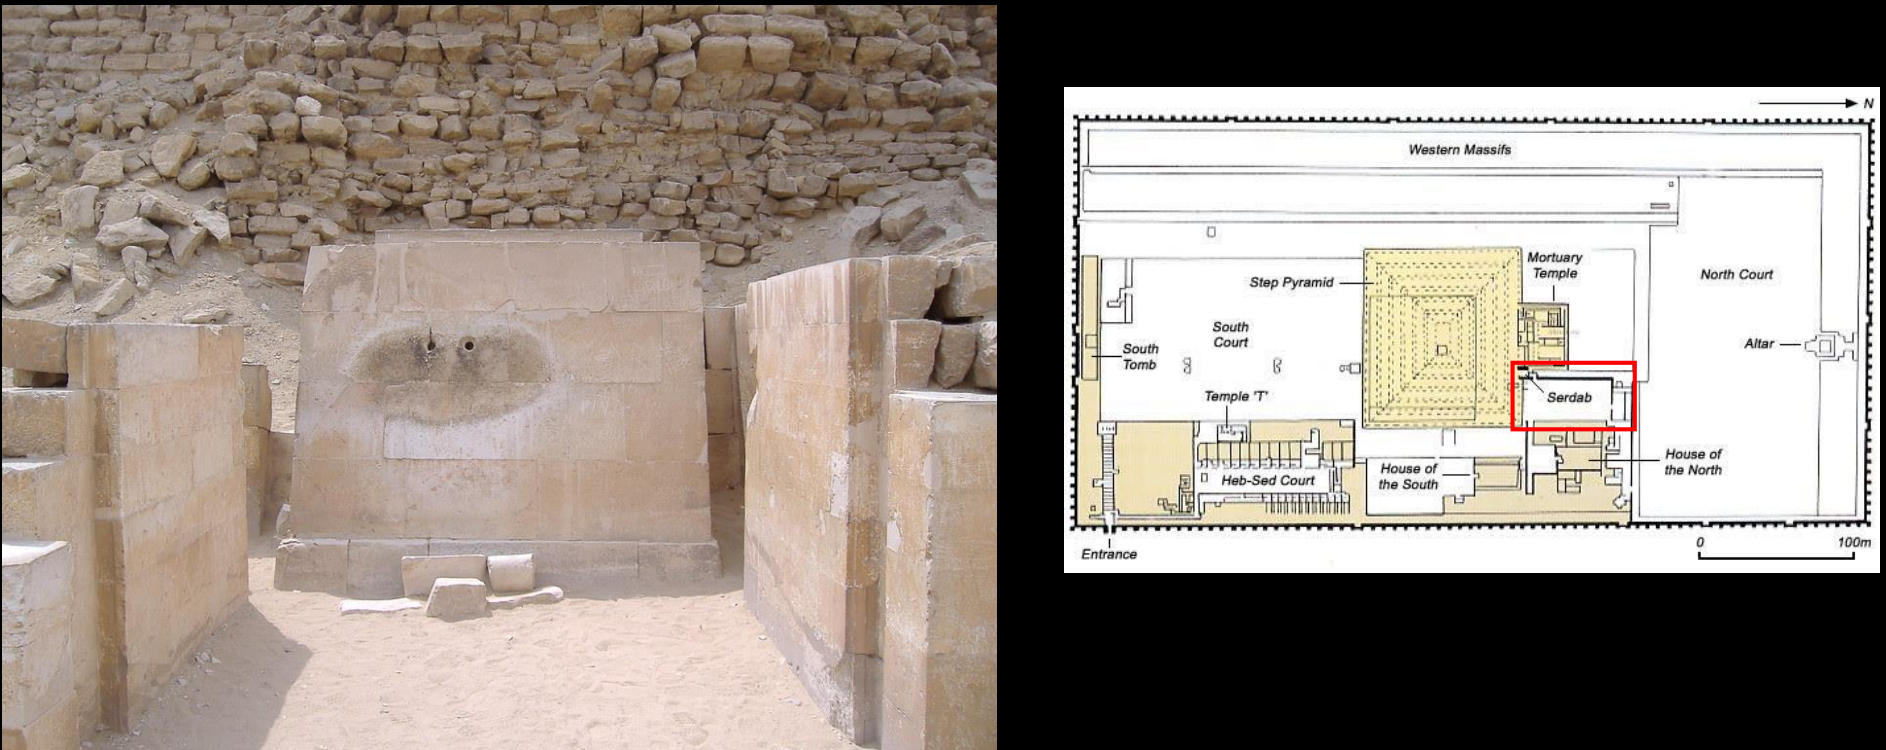 N
Western Massifs
North Court
Mortuary
Temple
Step Pyramid
South
Court
South
Tomb
Altar
Temple 'T'
Serdab
House of
the North
House of
the South
Heb-Sed Court
Entrance
0 100m